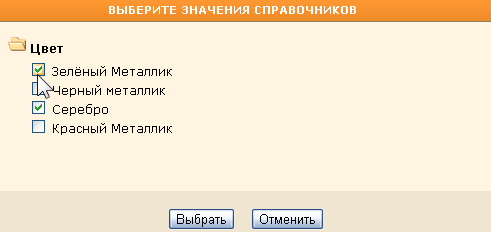 ВЫБЕРИТЕ ЗНАЧЕНИЯ СПРАВОЧНИКОВ
Цвет
Зелёный Металлик
Черный металлик
Серебро
Красный Металлик
Выбрать Отменить